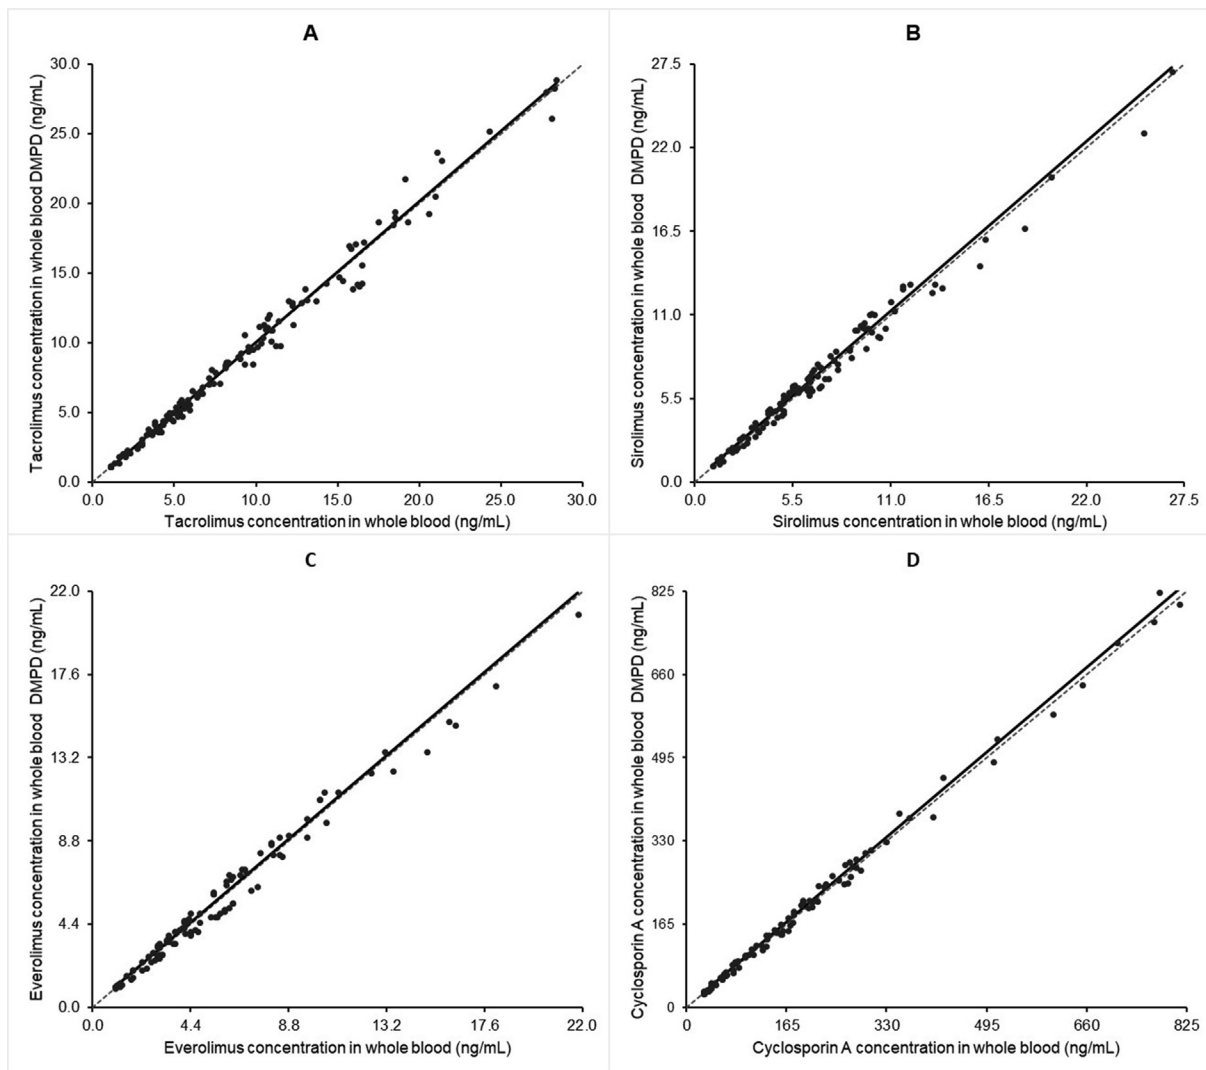 A
Tacrolimus concentration in whole blood DMPD (ng/mL)
30.0
25.0
20.0
15.0
10.0
5.0
0.0
0.0 5.0 10.0 15.0 20.0 25.0 30.0
Tacrolimus concentration in whole blood (ng/mL)
B
Sirolimus concentration in whole blood DMPD (ng/mL)
27.5
22.0
16.5
11.0
5.5
0.0
0.0 5.5 11.0 16.5 22.0 27.5
Sirolimus concentration in whole blood (ng/mL)
C
Everolimus concentration in whole blood DMPD (ng/mL)
22.0
17.6
13.2
8.8
4.4
0.0
0.0 4.4 8.8 13.2 17.6 22.0
Everolimus concentration in whole blood (ng/mL)
D
Cyclosporin A concentration in whole blood DMPD (ng/mL)
825
660
495
330
165
0
0 165 330 495 660 825
Cyclosporin A concentration in whole blood (ng/mL)